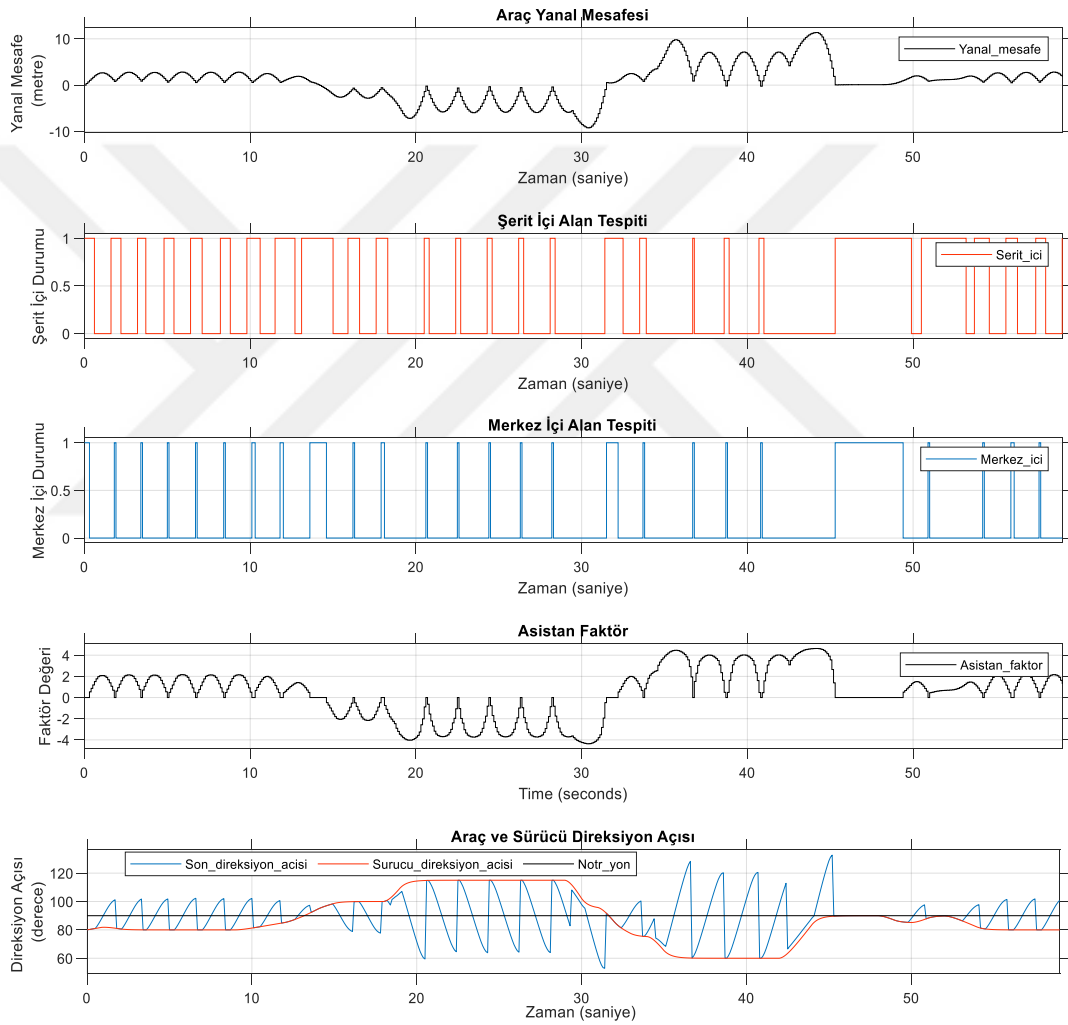 Araç Yanal Mesafesi
Yanal Mesafe
(metre)
10
0
-10
Yanal_mesafe
0 10 20 30 40 50
Zaman (saniye)
Şerit İçi Alan Tespiti
Şerit İçi Durumu
1
0.5
0
Serit_ici
0 10 20 30 40 50
Zaman (saniye)
Merkez İçi Alan Tespiti
Merkez İçi Durumu
1
0.5
0
Merkez_ici
0 10 20 30 40 50
Zaman (saniye)
Asistan Faktör
Faktör Değeri
4
2
0
-2
-4
Asistan_faktor
0 10 20 30 40 50
Time (seconds)
Araç ve Sürücü Direksiyon Açısı
Direksiyon Açısı
(derece)
120
100
80
60
Son_direksiyon_acisi Surucu_direksiyon_acisi Notr_yon
0 10 20 30 40 50
Zaman (saniye)